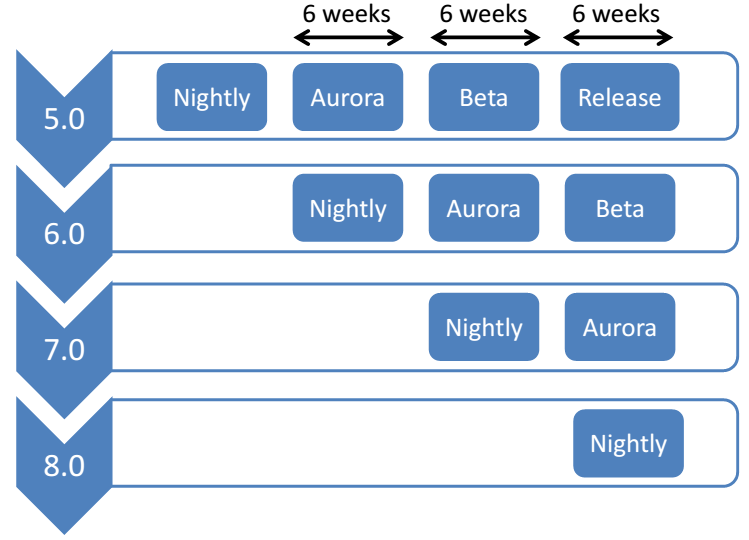 6 weeks 6 weeks 6 weeks
5.0 Nightly Aurora Beta Release
6.0 Nightly Aurora Beta
7.0 Nightly Aurora
8.0 Nightly